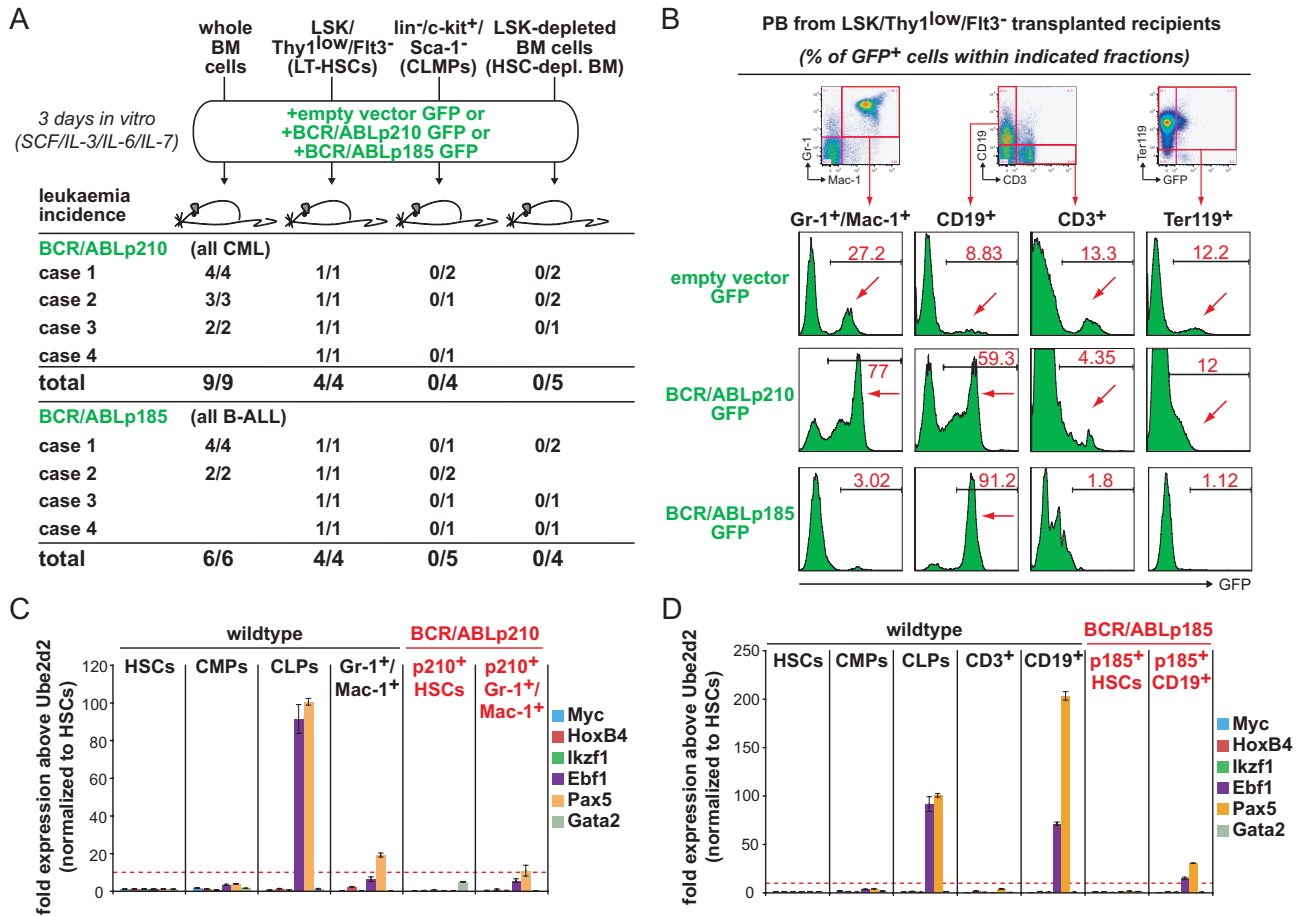 A
whole BM cells
LSK/ Thy1low/Flt3- (LT-HSCs)
lin-/c-kit+/ Sca-1- (CLMPs)
LSK-depleted BM cells (HSC-depl. BM)
3 days in vitro
(SCF/IL-3/IL-6/IL-7)
+empty vector GFP or
+BCR/ABLp210 GFP or
+BCR/ABLp185 GFP
leukaemia
incidence
BCR/ABLp210 (all CML)
case 1 4/4 1/1 0/2 0/2
case 2 3/3 1/1 0/1 0/2
case 3 2/2 1/1 0/1
case 4 1/1 0/1
total 9/9 4/4 0/4 0/5
BCR/ABLp185 (all B-ALL)
case 1 4/4 1/1 0/1 0/2
case 2 2/2 1/1 0/2
case 3 1/1 0/1 0/1
case 4 1/1 0/1 0/1
total 6/6 4/4 0/5 0/4
B
PB from LSK/Thy1low/Flt3- transplanted recipients
(% of GFP+ cells within indicated fractions)
Gr-1
Mac-1
CD19
CD3
Ter119
GFP
Gr-1+/Mac-1+ CD19+ CD3+ Ter119+
empty vector
GFP
27.2 8.83 13.3 12.2
BCR/ABLp210
GFP
77 59.3 4.35 12
BCR/ABLp185
GFP
3.02 91.2 1.8 1.12
GFP
C
fold expression above Ube2d2
(normalized to HSCs)
wildtype
BCR/ABLp210
HSCs CMPs CLPs Gr-1+/ Mac-1+
p210+ HSCs
p210+ Gr-1+/ Mac-1+
120
100
80
60
40
20
0
Myc
HoxB4
Ikzf1
Ebf1
Pax5
Gata2
D
fold expression above Ube2d2
(normalized to HSCs)
wildtype
BCR/ABLp185
HSCs CMPs CLPs CD3+ CD19+
p185+ HSCs
p185+ CD19+
250
200
150
100
50
0
Myc
HoxB4
Ikzf1
Ebf1
Pax5
Gata2